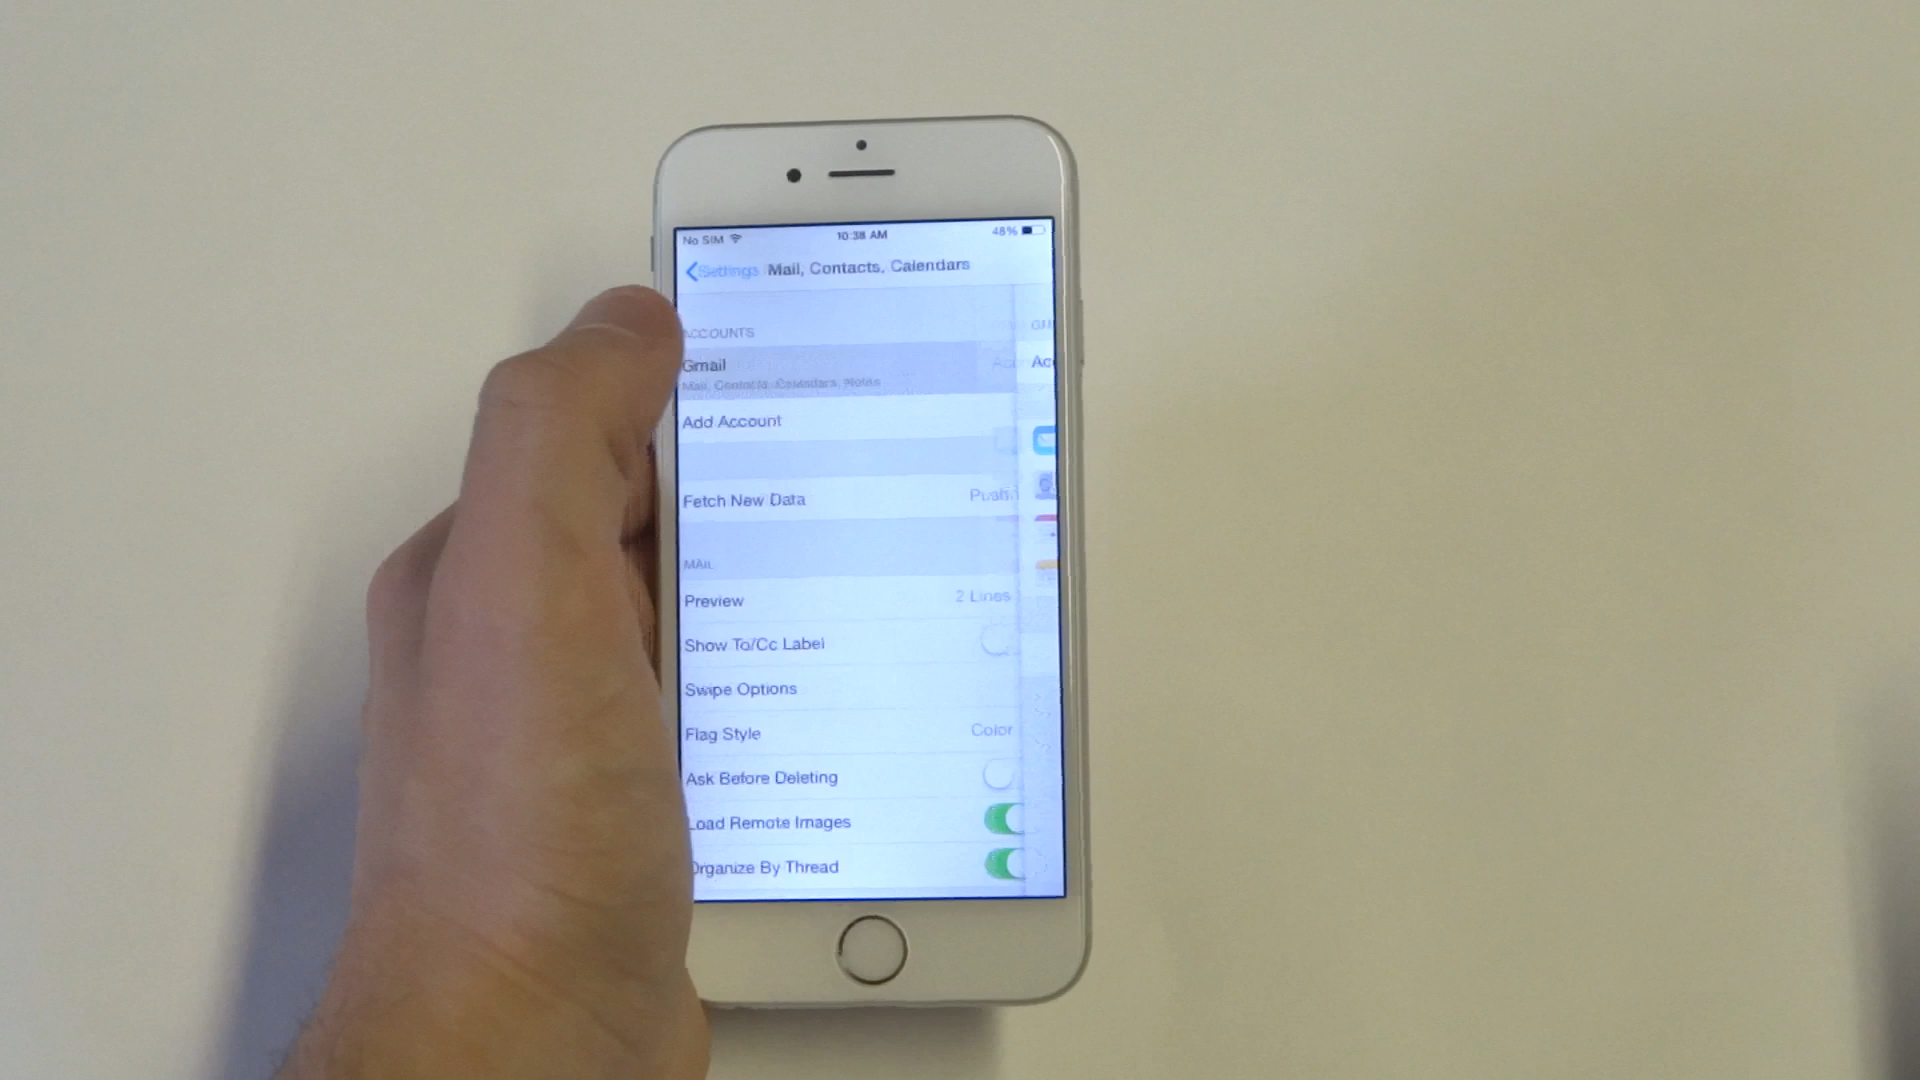 No SIM 10:38 AM 48%
Settings Mail, Contacts, Calendars
ACCOUNTS
Gmail
Mail, Contacts, Calendars, Notes
Add Account
Fetch New Data Push
MAIL
Preview 2 Lines
Show To/Cc Label
Swipe Options
Flag Style Color
Ask Before Deleting
Load Remote Images
Organize By Thread